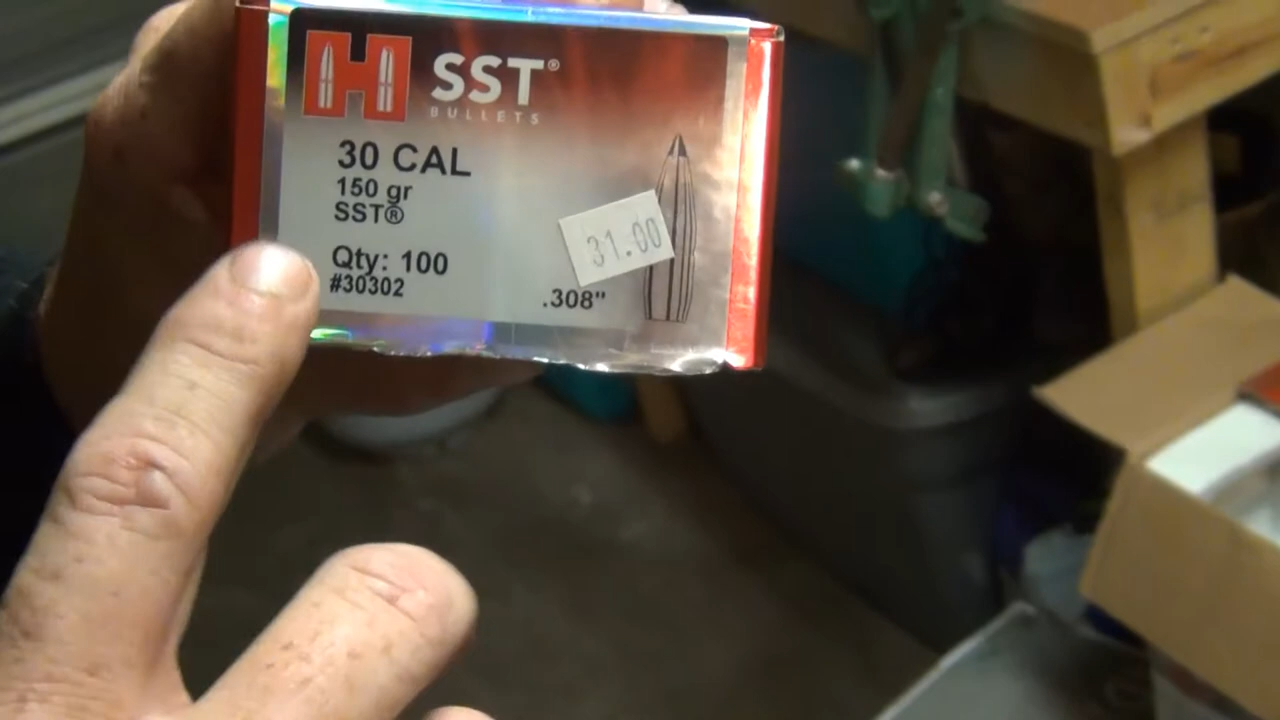 H SST®
BULLETS
30 CAL
150 gr
SST®
31.00
Qty: 100
#30302
.308"